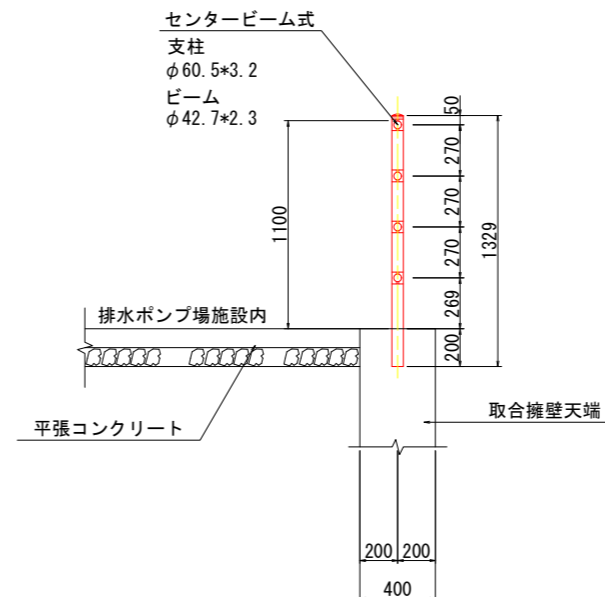 センタービーム式
支柱
φ60.5*3.2
ビーム
φ42.7*2.3
50
270
270
270
269
200
1329
1100
排水ポンプ場施設内
平張コンクリート
取合擁壁天端
200 200
400